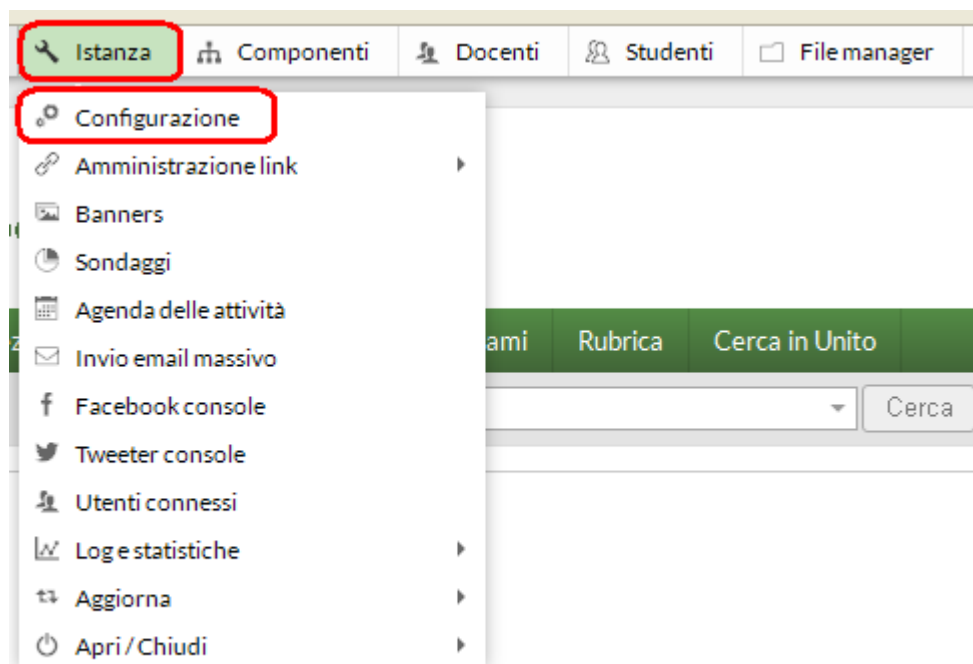 Istanza Componenti Docenti Studenti File manager
Configurazione
Amministrazione link
Banners
Sondaggi
Agenda delle attività
ami Rubrica Cerca in Unito
Invio email massivo
Facebook console
Cerca
Tweeter console
Utenti connessi
Log e statistiche
Aggiorna
Apri / Chiudi